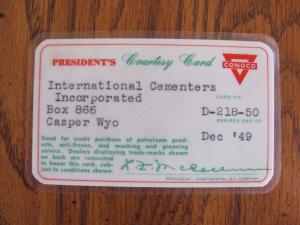 PRESIDENT'S Courtesy Card
CONOCO
International Cementers
Incorporated
Box 866
Casper Wyo
CARD NO.
D-218-50
EXPIRES END OF
Dec '49
Good for credit purchase of petroleum prod-
ucts, anti-freeze, and washing and greasing
service. Dealers displaying trade-marks shown
on back are requested
to honor this card, sub-
ject to conditions shown.
PRESIDENT, CONTINENTAL OIL COMPANY